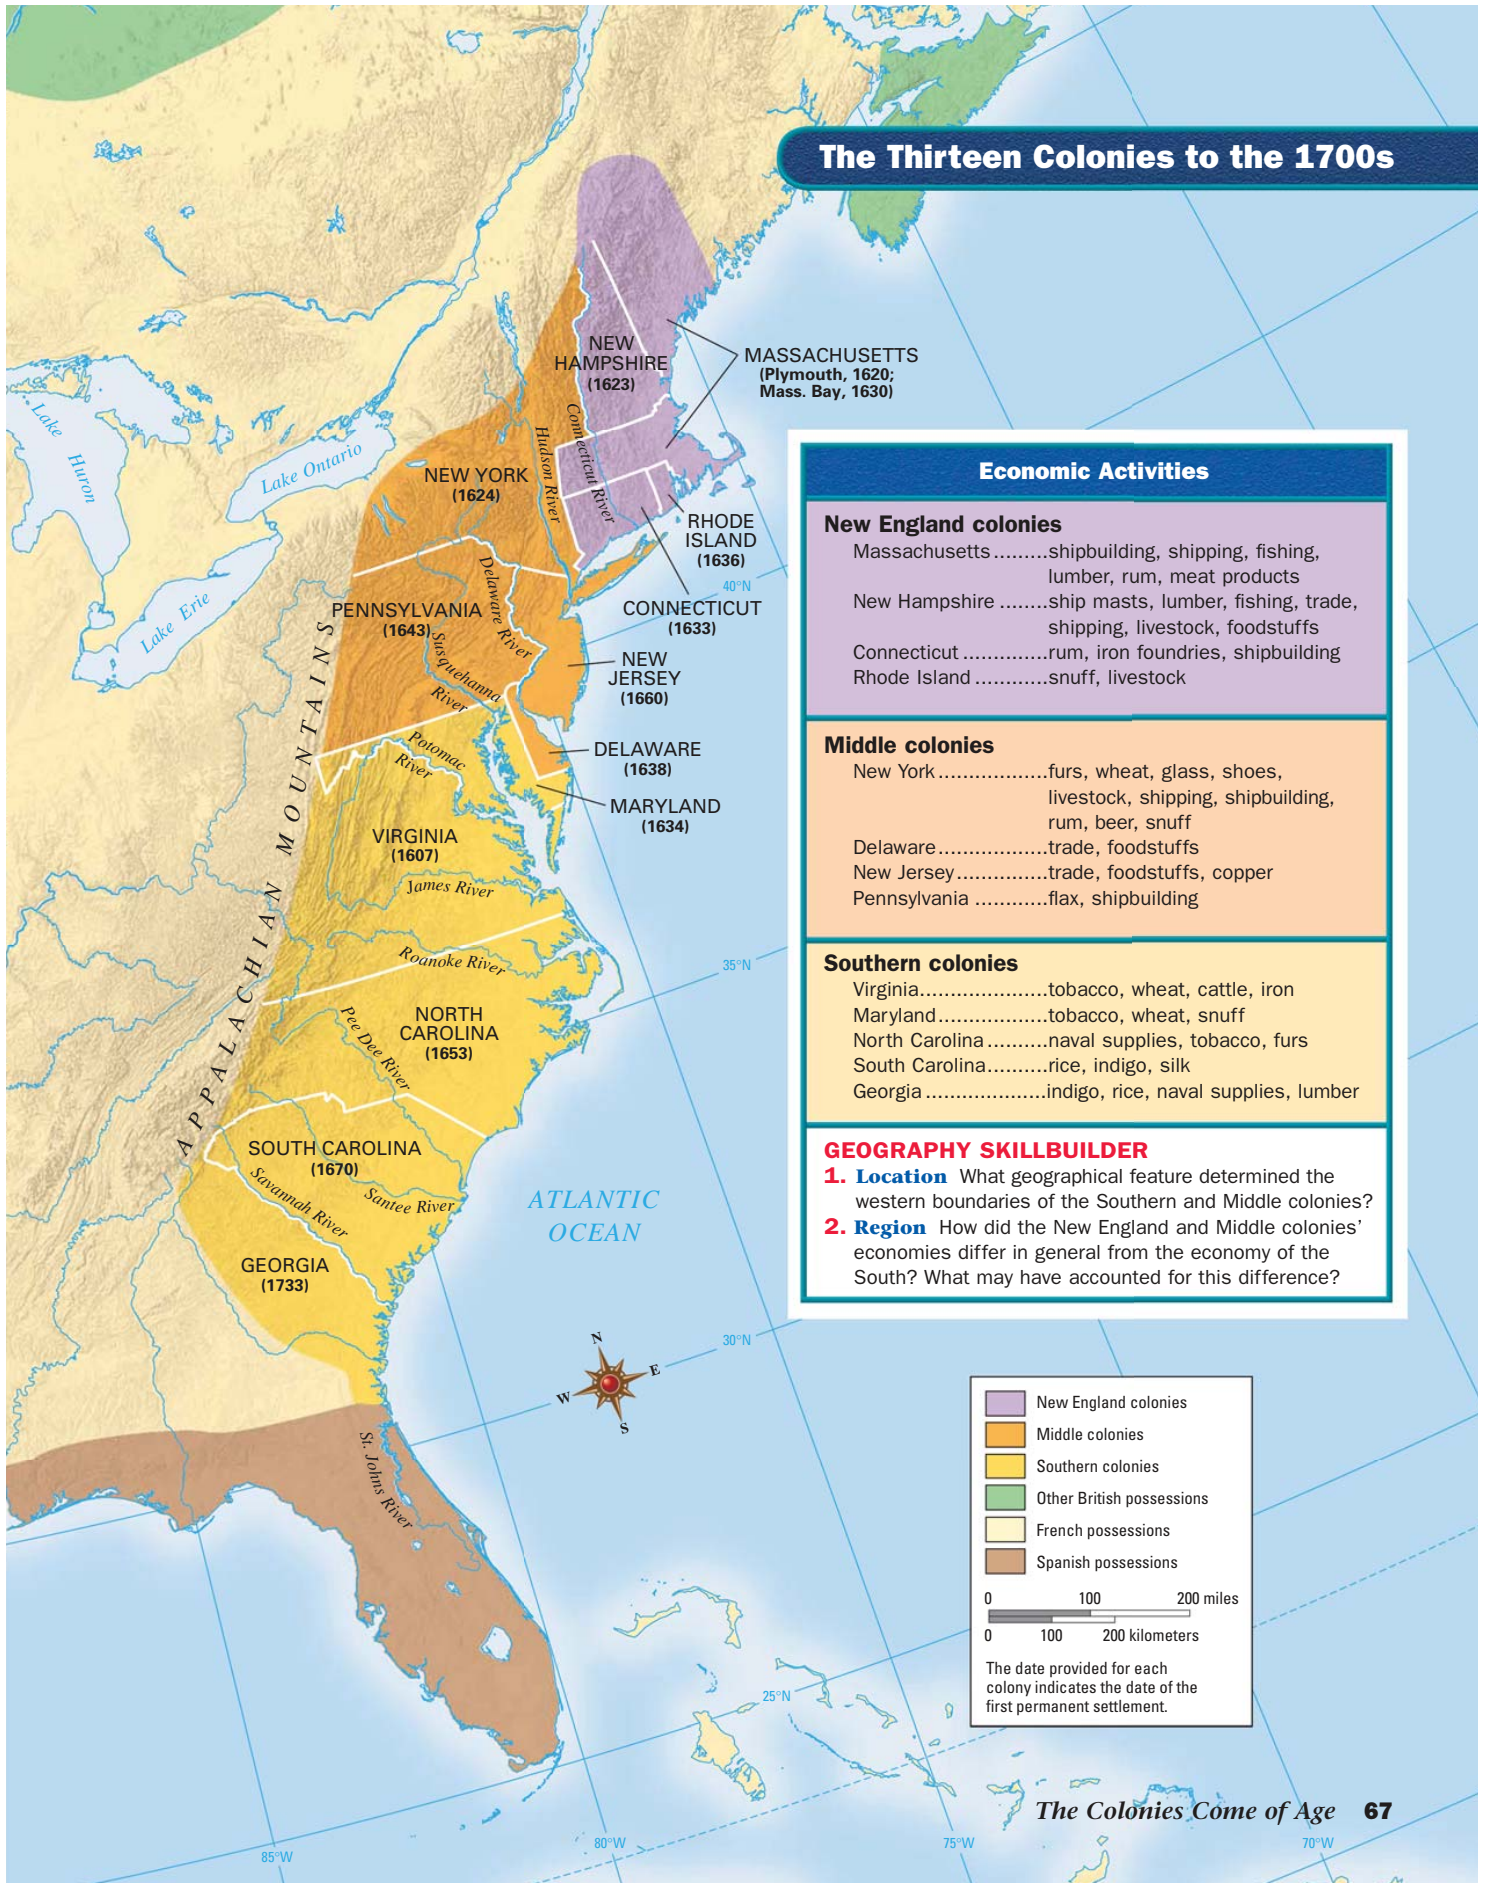 The Thirteen Colonies to the 1700s
NEW
HAMPSHIRE
(1623)
MASSACHUSETTS
(Plymouth, 1620;
Mass. Bay, 1630)
Lake
Huron
Lake Ontario
Lake Erie
NEW YORK
(1624)
Hudson River
Connecticut River
RHODE
ISLAND
(1636)
40°N
CONNECTICUT
(1633)
PENNSYLVANIA
(1643)
Delaware River
Susquehanna
River
NEW
JERSEY
(1660)
Potomac
River
DELAWARE
(1638)
MARYLAND
(1634)
APPALACHIAN MOUNTAINS
VIRGINIA
(1607)
James River
Roanoke River
35°N
NORTH
CAROLINA
(1653)
Pee Dee River
SOUTH CAROLINA
(1670)
Santee River
Savannah River
GEORGIA
(1733)
ATLANTIC
OCEAN
30°N
N
E
W
S
St. Johns River
25°N
85°W
80°W
75°W
70°W
Economic Activities
New England colonies
Massachusetts.........shipbuilding, shipping, fishing,
lumber, rum, meat products
New Hampshire ........ship masts, lumber, fishing, trade,
shipping, livestock, foodstuffs
Connecticut .............rum, iron foundries, shipbuilding
Rhode Island ............snuff, livestock
Middle colonies
New York..................furs, wheat, glass, shoes,
livestock, shipping, shipbuilding,
rum, beer, snuff
Delaware..................trade, foodstuffs
New Jersey...............trade, foodstuffs, copper
Pennsylvania ............flax, shipbuilding
Southern colonies
Virginia.....................tobacco, wheat, cattle, iron
Maryland..................tobacco, wheat, snuff
North Carolina..........naval supplies, tobacco, furs
South Carolina..........rice, indigo, silk
Georgia ....................indigo, rice, naval supplies, lumber
GEOGRAPHY SKILLBUILDER
1. Location What geographical feature determined the
western boundaries of the Southern and Middle colonies?
2. Region How did the New England and Middle colonies’
economies differ in general from the economy of the
South? What may have accounted for this difference?
New England colonies
Middle colonies
Southern colonies
Other British possessions
French possessions
Spanish possessions
0 100 200 miles
0 100 200 kilometers
The date provided for each
colony indicates the date of the
first permanent settlement.
The Colonies Come of Age 67